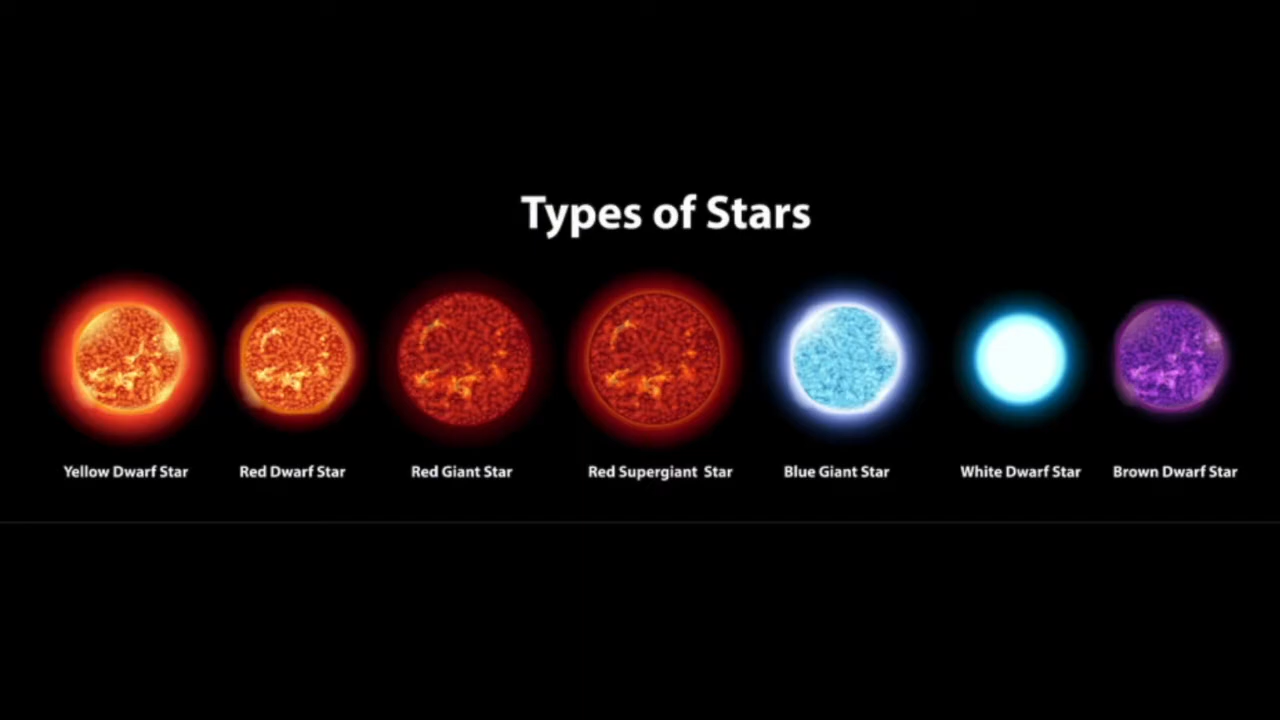 Types of Stars
Yellow Dwarf Star
Red Dwarf Star
Red Giant Star
Red Supergiant Star
Blue Giant Star
White Dwarf Star
Brown Dwarf Star